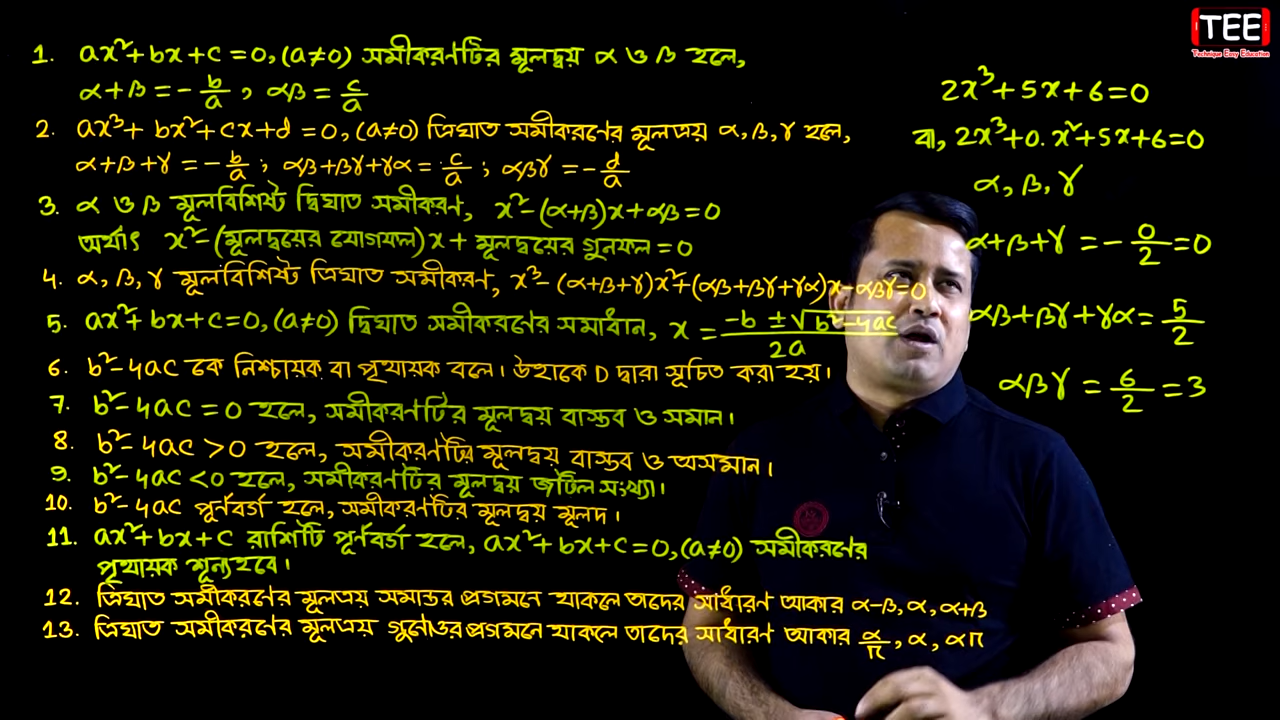 TEE
Technique Easy Education
1. ax²+bx+c=0, (a≠0) সমীকরণটির মূলদ্বয় α ও β হলে,
α+β = -b/a, αβ = c/a
2. ax³+bx²+cx+d=0, (a≠0) ত্রিঘাত সমীকরণের মূলত্রয় α, β, γ হলে,
α+β+γ = -b/a; αβ+βγ+γα = c/a; αβγ = -d/a
3. α ও β মূলবিশিষ্ট দ্বিঘাত সমীকরণ, x²-(α+β)x+αβ=0
অর্থাৎ x²-(মূলদ্বয়ের যোগফল)x + মূলদ্বয়ের গুনফল=0
4. α, β, γ মূলবিশিষ্ট ত্রিঘাত সমীকরণ, x³-(α+β+γ)x²+(αβ+βγ+γα)x-αβγ=0
5. ax²+bx+c=0, (a≠0) দ্বিঘাত সমীকরণের সমাধান, x = (-b ±√(b²-4ac))/2a
6. b²-4ac কে নিশ্চায়ক বা পৃথায়ক বলে। উহাকে D দ্বারা সূচিত করা হয়।
7. b²-4ac=0 হলে, সমীকরণটির মূলদ্বয় বাস্তব ও সমান।
8. b²-4ac>0 হলে, সমীকরণটির মূলদ্বয় বাস্তব ও অসমান।
9. b²-4ac<0 হলে, সমীকরণটির মূলদ্বয় জটিল সংখ্যা।
10. b²-4ac পূর্নবর্গ হলে, সমীকরণটির মূলদ্বয় মূলদ।
11. ax²+bx+c রাশিটি পূর্ণবর্গ হলে, ax²+bx+c=0, (a≠0) সমীকরণের
পৃথায়ক শূন্য হবে।
12. ত্রিঘাত সমীকরণের মূলত্রয় সমান্তর প্রগমনে থাকলে তাদের সাধারণ আকার α-β, α, α+β
13. ত্রিঘাত সমীকরণের মূলত্রয় গুনোত্তর প্রগমনে থাকলে তাদের সাধারণ আকার α/π, α, απ
2x³+5x+6=0
বা, 2x³+0.x²+5x+6=0
α, β, γ
α+β+γ = -0/2 = 0
αβ+βγ+γα = 5/2
αβγ = 6/2 = 3